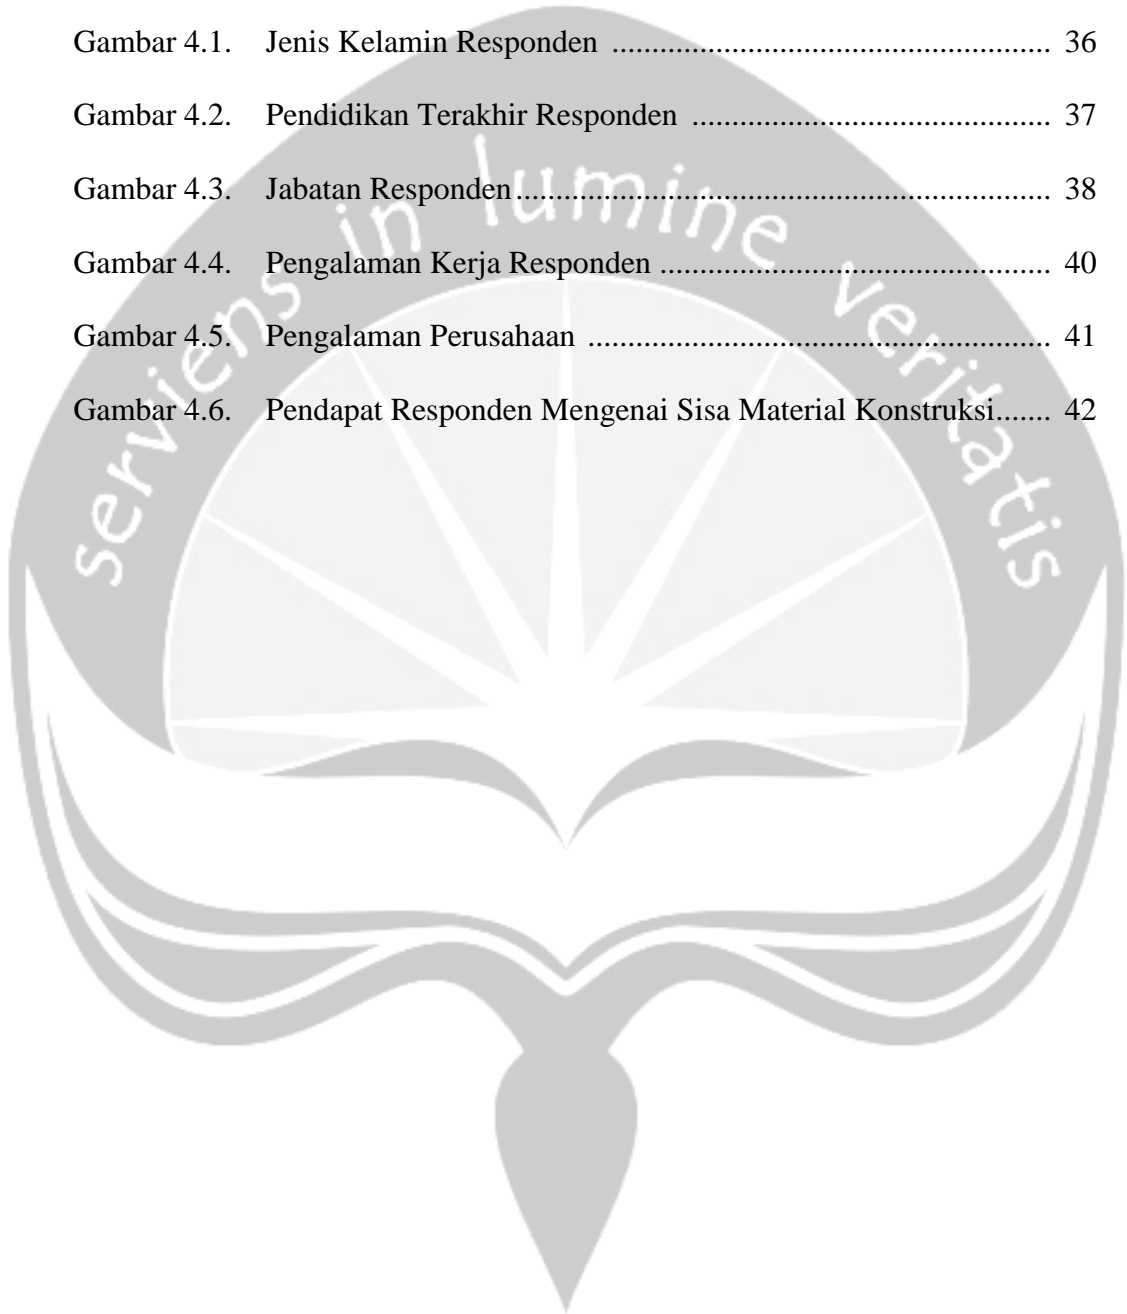 Gambar 4.1. Jenis Kelamin Responden ....................................................... 36
Gambar 4.2. Pendidikan Terakhir Responden ............................................. 37
Gambar 4.3. Jabatan Responden ................................................................... 38
Gambar 4.4. Pengalaman Kerja Responden ................................................. 40
Gambar 4.5. Pengalaman Perusahaan .......................................................... 41
Gambar 4.6. Pendapat Responden Mengenai Sisa Material Konstruksi....... 42
serviens in lumine veritatis